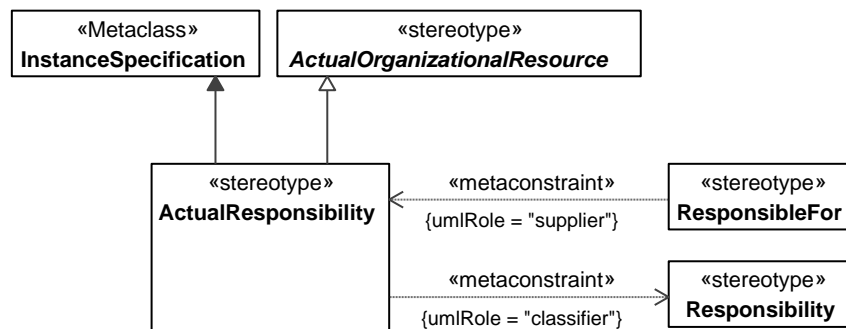 «Metaclass»
InstanceSpecification
«stereotype»
ActualOrganizationalResource
«stereotype»
ActualResponsibility
«metaconstraint»
{umlRole = "supplier"}
«stereotype»
ResponsibleFor
«metaconstraint»
{umlRole = "classifier"}
«stereotype»
Responsibility